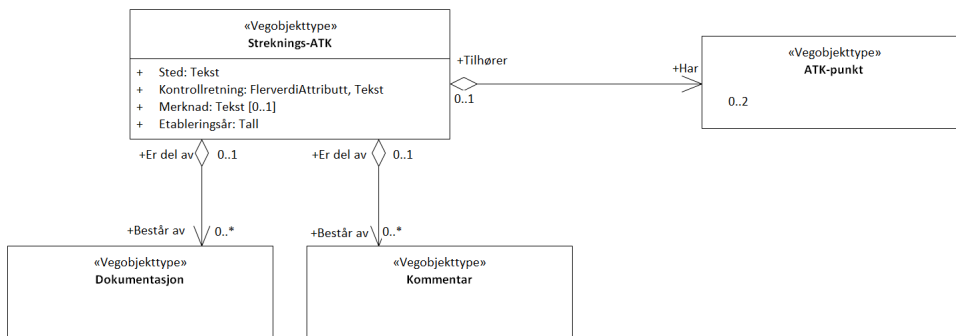 «Vegobjekttype»
Streknings-ATK
+ Sted: Tekst
+ Kontrollretning: FlerverdiAttributt, Tekst
+ Merknad: Tekst [0..1]
+ Etableringsår: Tall
+Tilhører
0..1
+Har
«Vegobjekttype»
ATK-punkt
0..2
+Er del av
0..1
+Er del av
0..1
+Består av
0..*
+Består av
0..*
«Vegobjekttype»
Dokumentasjon
«Vegobjekttype»
Kommentar